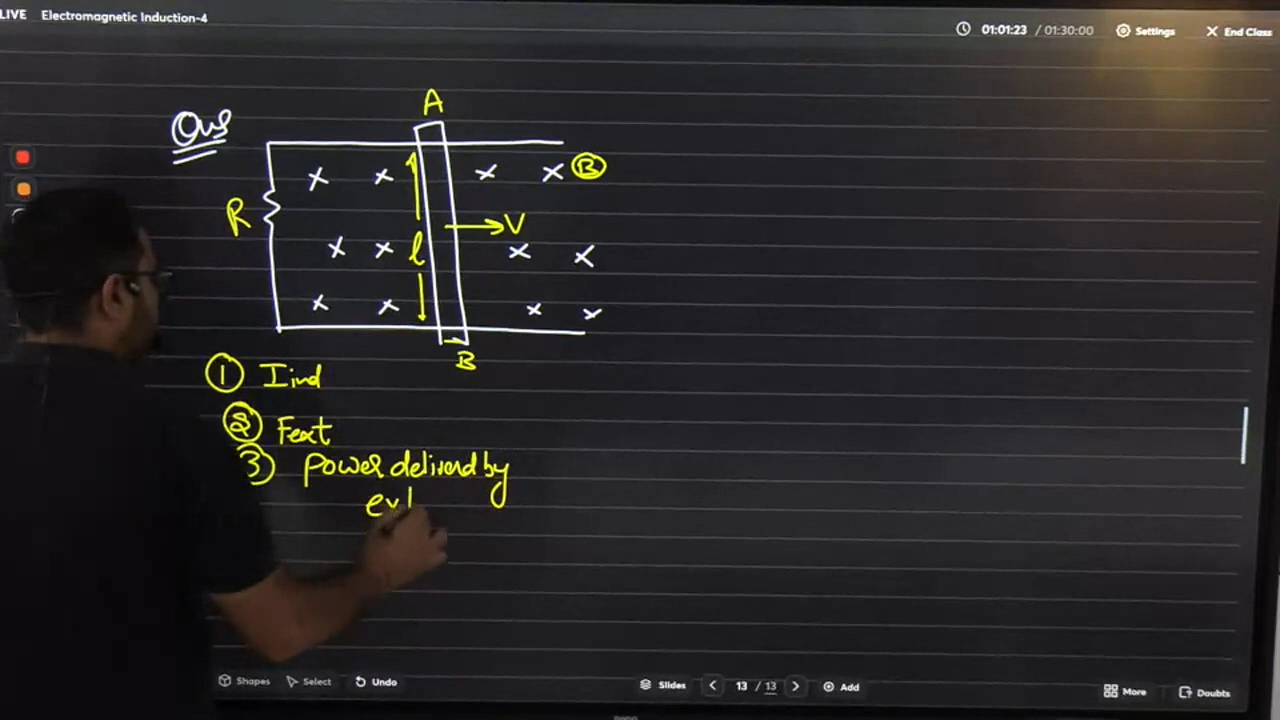 LIVE Electromagnetic Induction-4
01:01:23 / 01:30:00 Settings End Class
Ques
A
B
R
l
V
B
① Iind
② Fext
3) power delivered by
ext
Shapes Select Undo Slides 13 / 13 Add More Doubts